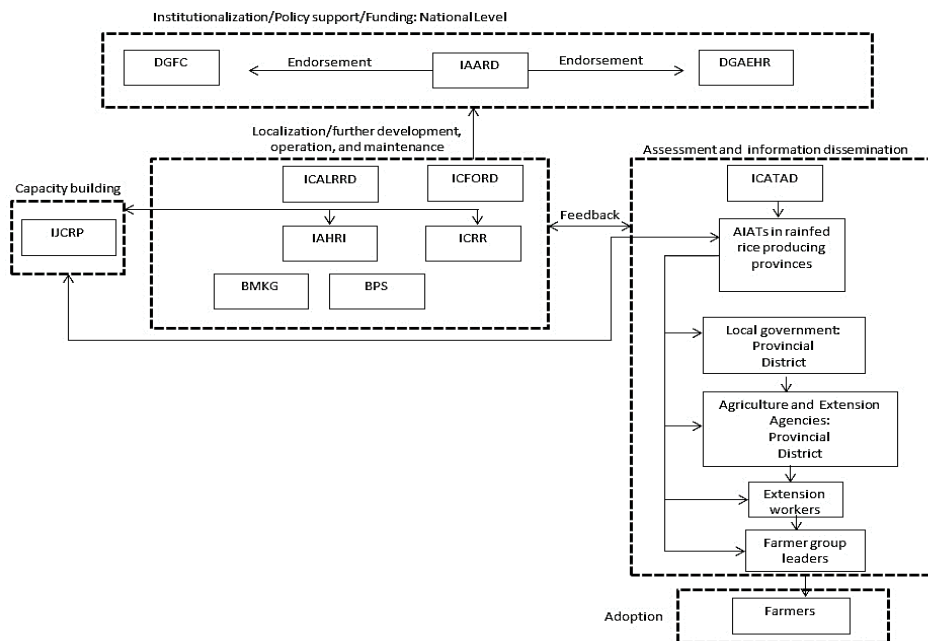 Institutionalization/Policy support/Funding: National Level
DGFC
Endorsement
IAARD
Endorsement
DGAEHR
Localization/further development,
operation, and maintenance
Assessment and information dissemination
Capacity building
IJCRP
ICALRRD
ICFORD
IAHRI
ICRR
BMKG
BPS
Feedback
ICATAD
AIATs in rainfed
rice producing
provinces
Local government:
Provincial
District
Agriculture and Extension
Agencies:
Provincial
District
Extension
workers
Farmer group
leaders
Adoption
Farmers